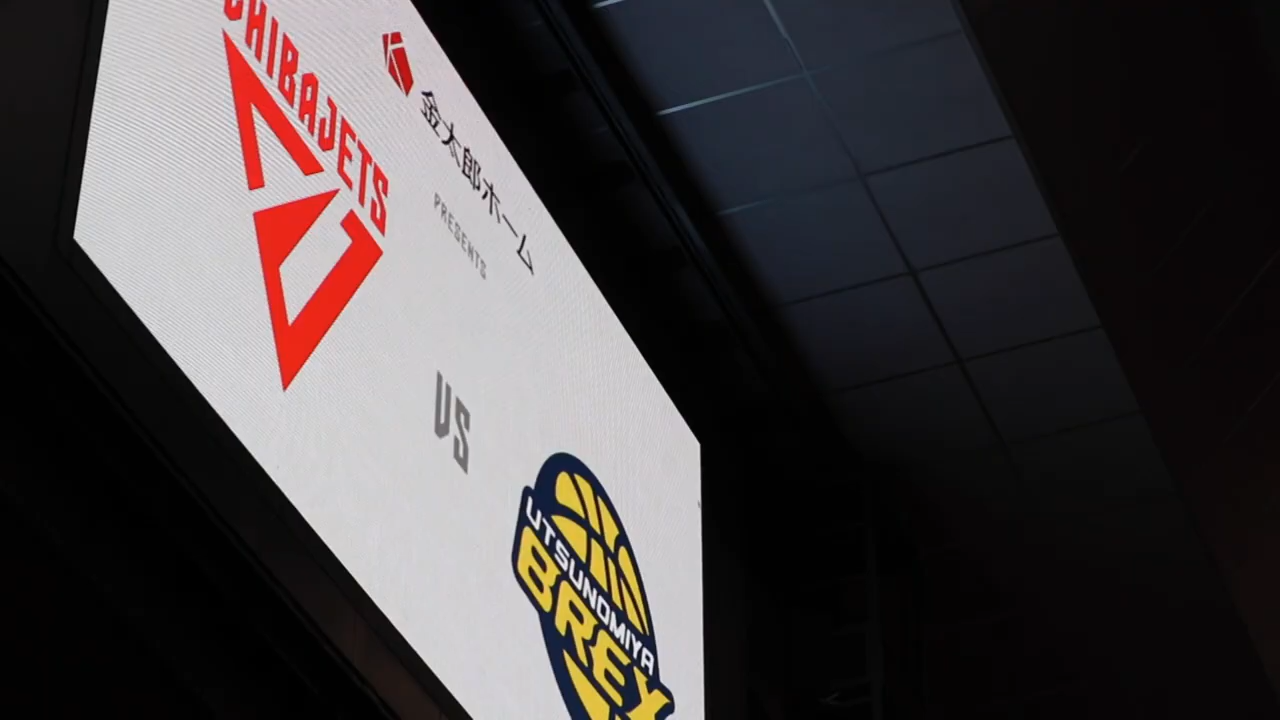 CHIBAJETS
金太郎ホーム
PRESENTS
VS
UTSUNOMIYA
BREX